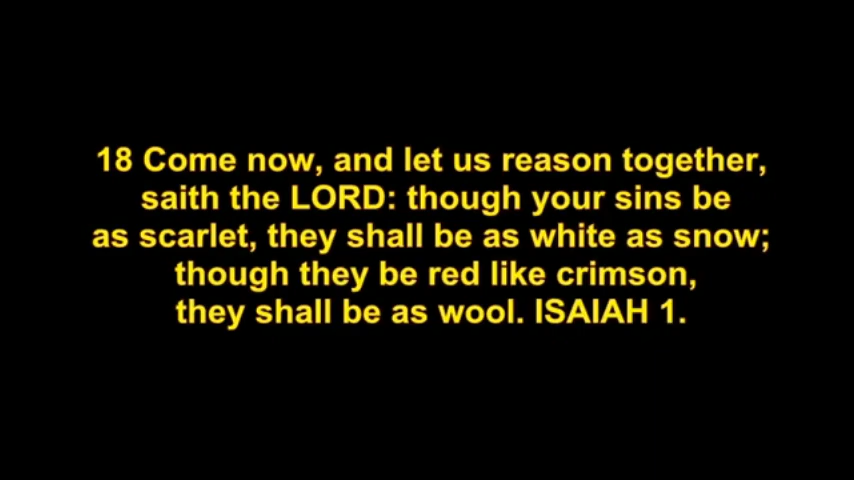 18 Come now, and let us reason together,
saith the LORD: though your sins be
as scarlet, they shall be as white as snow;
though they be red like crimson,
they shall be as wool. ISAIAH 1.